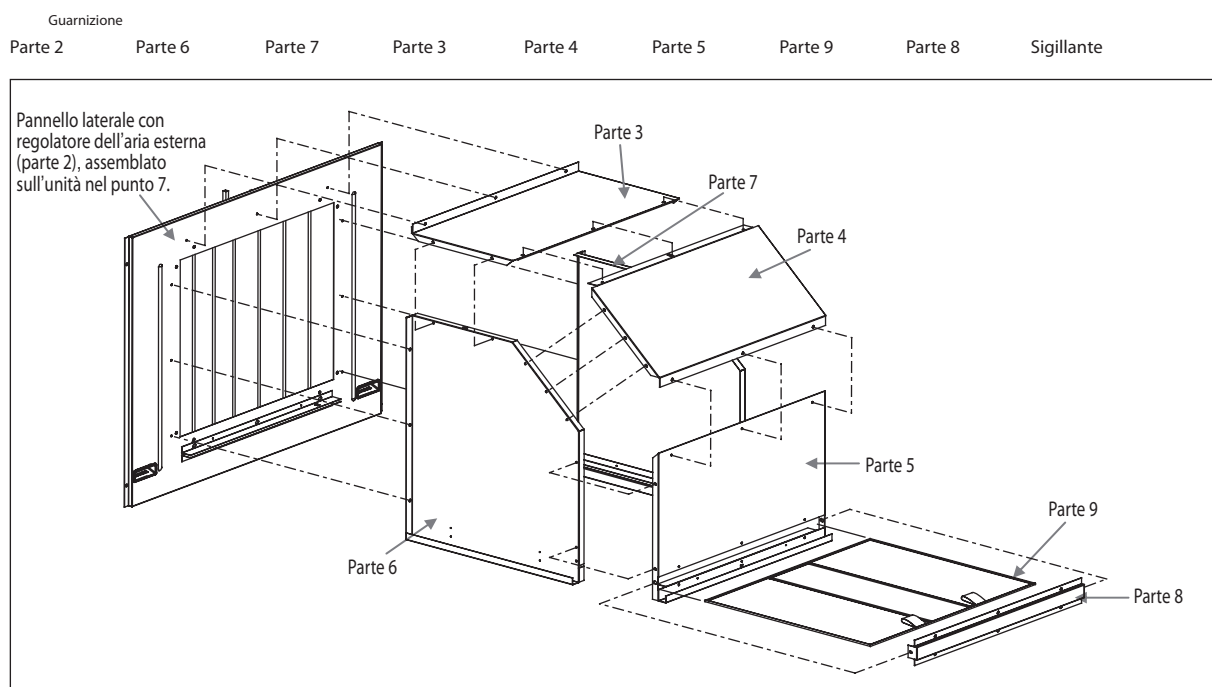 Guarnizione
Parte 2 Parte 6 Parte 7 Parte 3 Parte 4 Parte 5 Parte 9 Parte 8 Sigillante
Pannello laterale con
regolatore dell'aria esterna
(parte 2), assemblato
sull'unità nel punto 7.
Parte 3
Parte 7
Parte 4
Parte 5
Parte 9
Parte 6
Parte 8